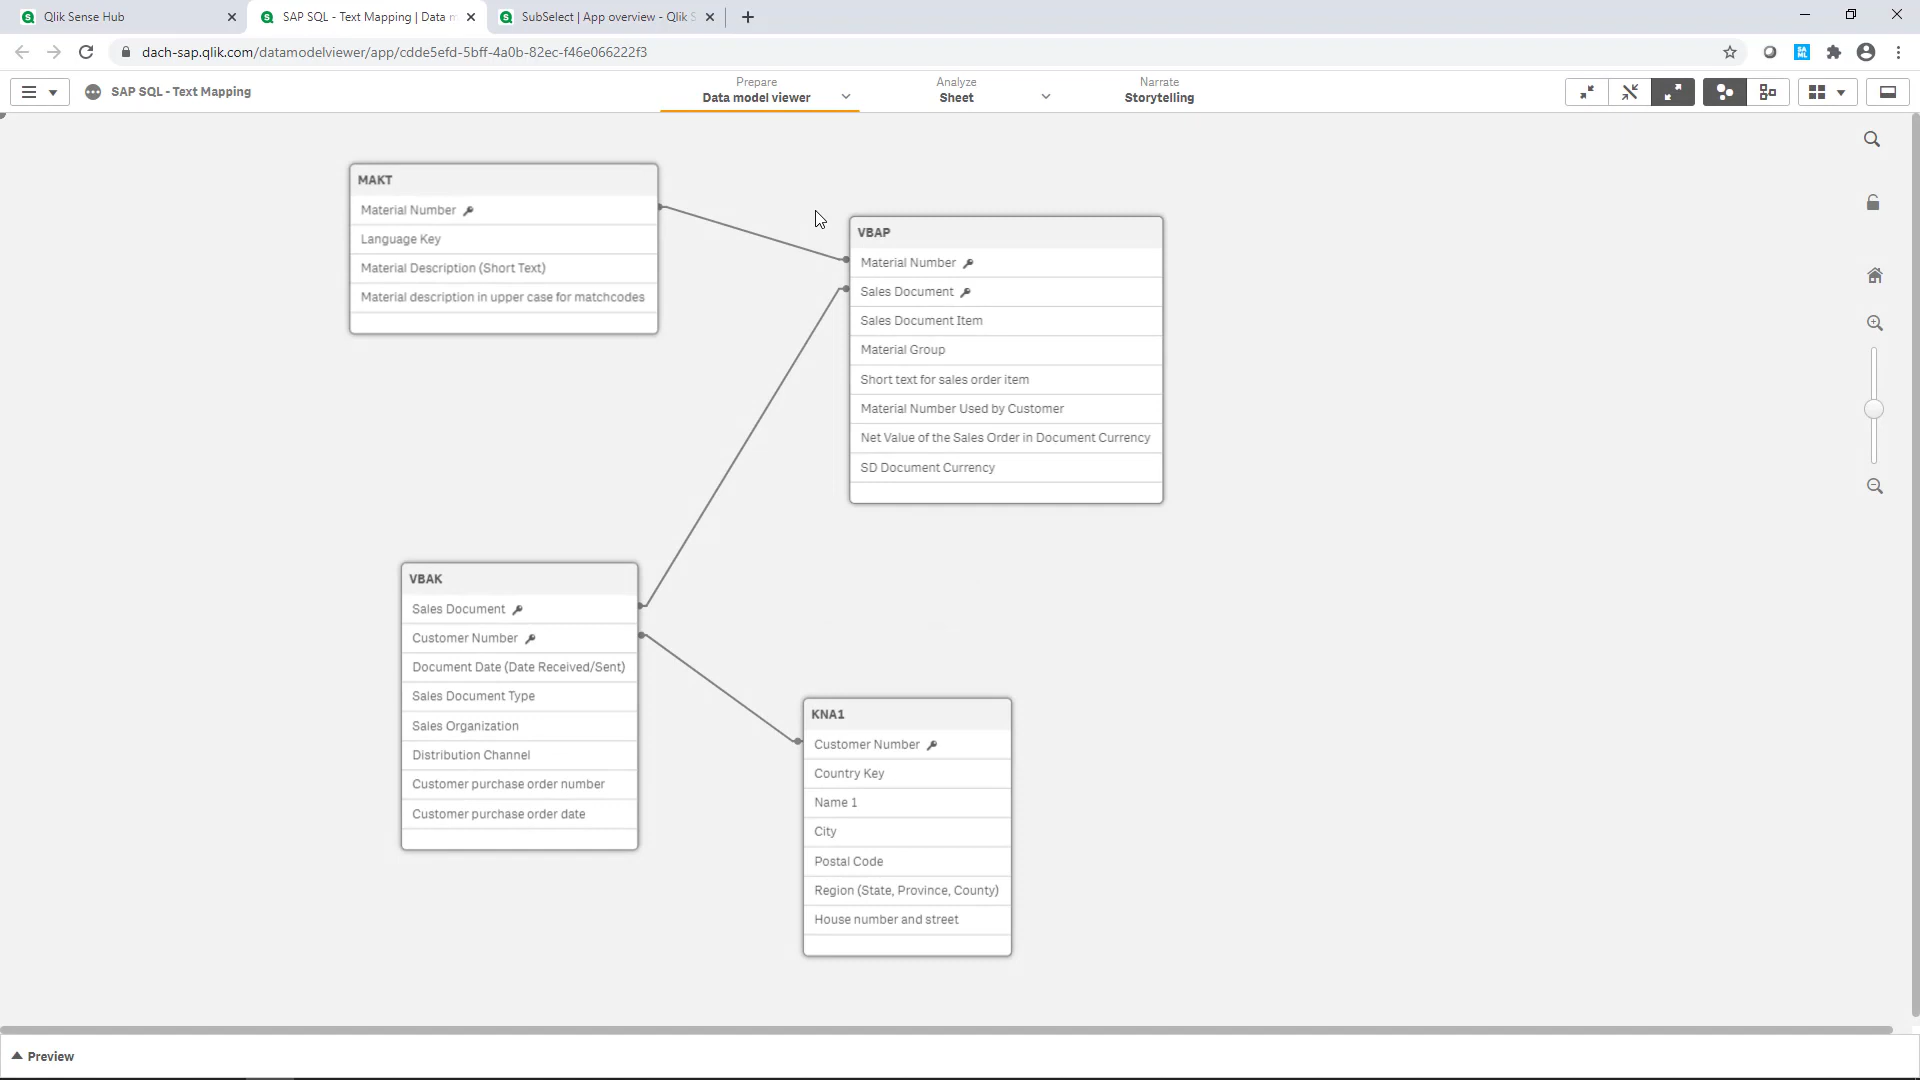 Qlik Sense Hub
SAP SQL - Text Mapping | Data m
SubSelect | App overview - Qlik S
dach-sap.qlik.com/datamodelviewer/app/cdde5efd-5bff-4a0b-82ec-f46e066222f3
SAP SQL - Text Mapping
Prepare
Data model viewer
Analyze
Sheet
Narrate
Storytelling
MAKT
Material Number
Language Key
Material Description (Short Text)
Material description in upper case for matchcodes
VBAP
Material Number
Sales Document
Sales Document Item
Material Group
Short text for sales order item
Material Number Used by Customer
Net Value of the Sales Order in Document Currency
SD Document Currency
VBAK
Sales Document
Customer Number
Document Date (Date Received/Sent)
Sales Document Type
Sales Organization
Distribution Channel
Customer purchase order number
Customer purchase order date
KNA1
Customer Number
Country Key
Name 1
City
Postal Code
Region (State, Province, County)
House number and street
Preview